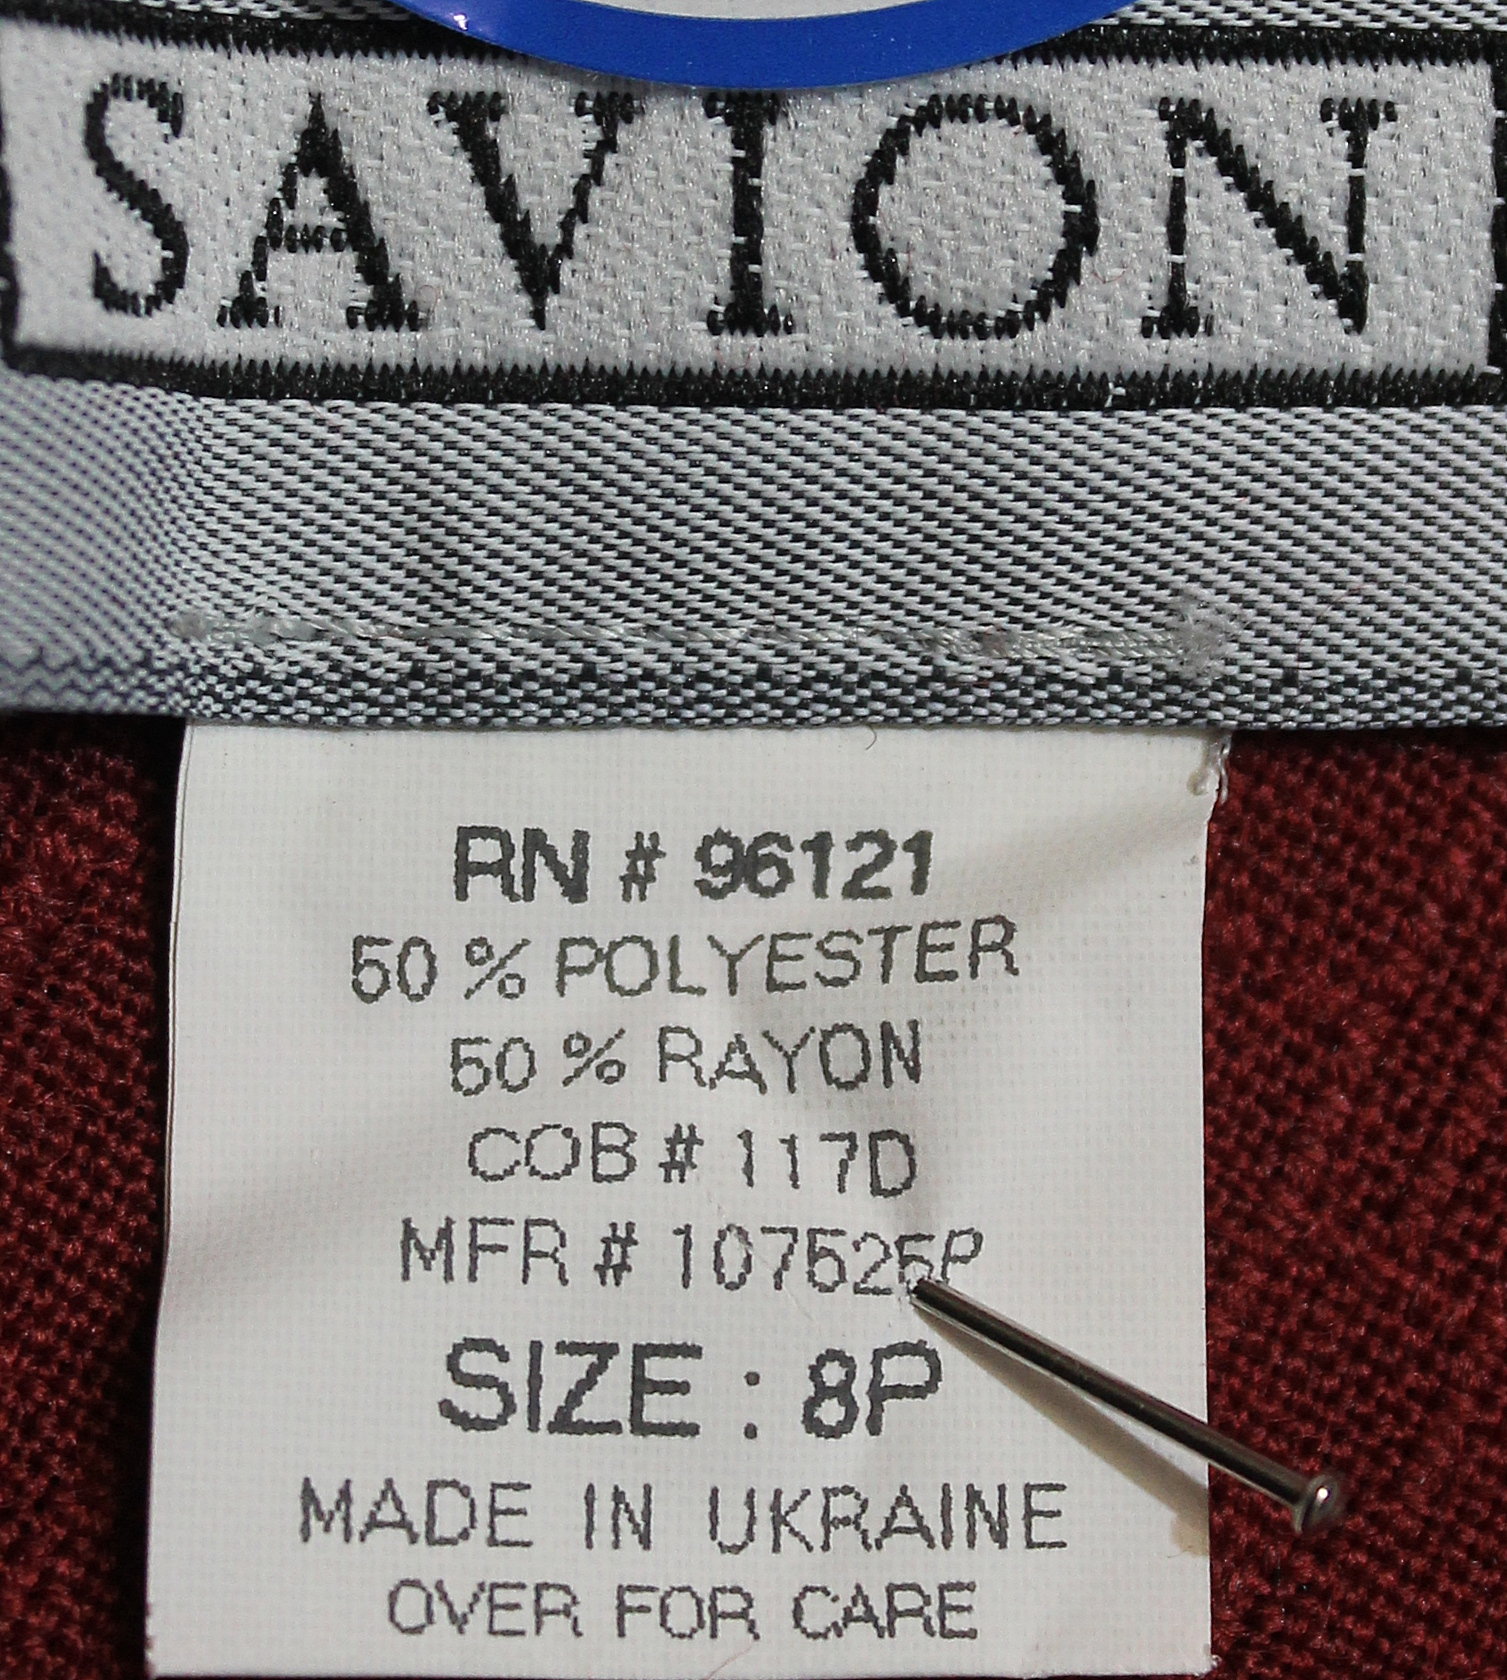 SAVION
RN # 96121
50 % POLYESTER
50 % RAYON
COB # 117D
MFR # 107525P
SIZE : 8P
MADE IN UKRAINE
OVER FOR CARE